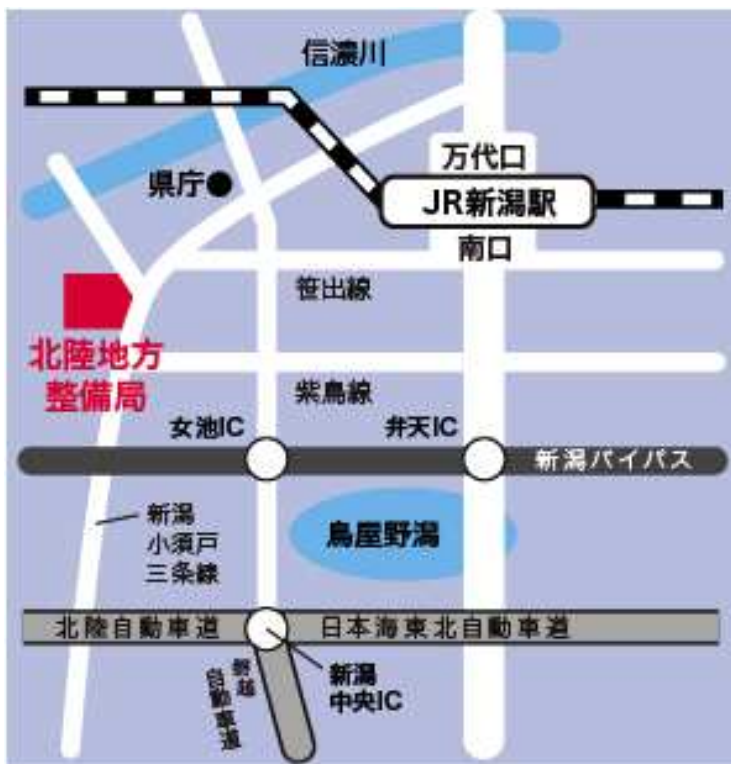 信濃川
万代口
県庁
JR新潟駅
南口
笹出線
北陸地方
整備局
紫鳥線
女池IC
弁天IC
新潟バイパス
新潟
小須戸
三条線
鳥屋野潟
北陸自動車道
日本海東北自動車道
磐越
自動車道
新潟
中央IC